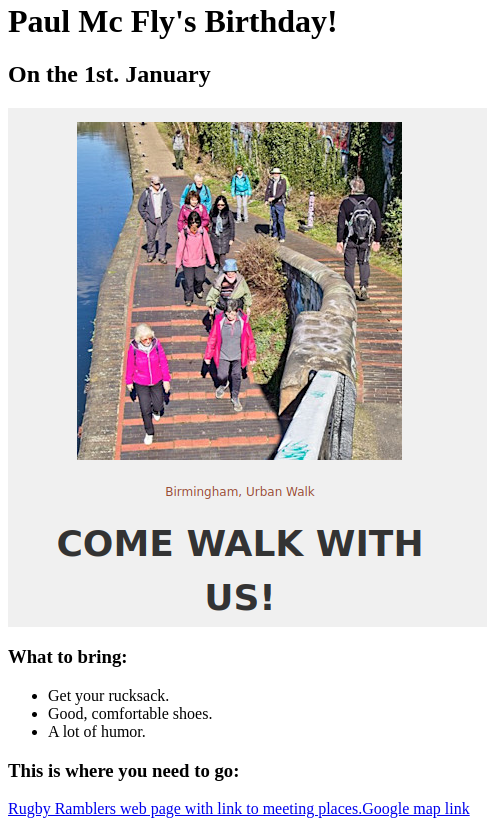 Paul Mc Fly's Birthday!
On the 1st. January
Birmingham, Urban Walk
COME WALK WITH
US!
What to bring:
Get your rucksack.
Good, comfortable shoes.
A lot of humor.
This is where you need to go:
Rugby Ramblers web page with link to meeting places.Google map link